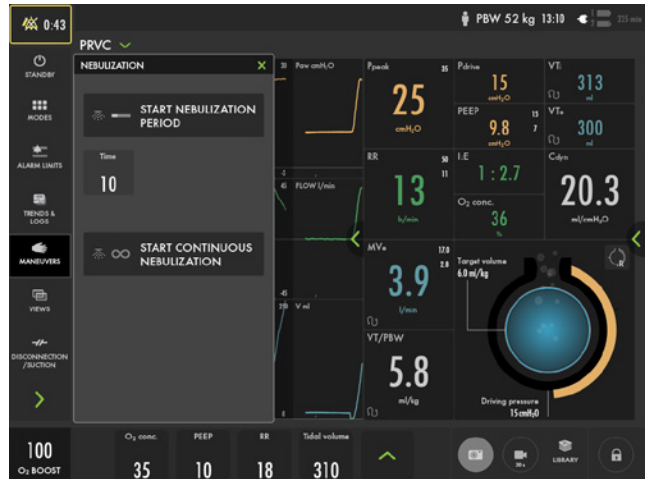 0:43
PBW 52 kg 13:10
1
2
325 min
PRVC
STANDBY
MODES
ALARM LIMITS
TRENDS &
LOGS
MANEUVERS
VIEWS
DISCONNECTION
/SUCTION
100
O₂ BOOST
NEBULIZATION X
START NEBULIZATION
PERIOD
Time
10
START CONTINUOUS
NEBULIZATION
Paw cmH₂O
FLOW l/min
V ml
Ppeak 35
25
cmH₂O
RR 50
11
13
b/min
MVe 17.0
2.0
3.9
l/min
VT/PBW
5.8
ml/kg
Pdrive
15
cmH₂O
PEEP 15
7
9.8
cmH₂O
I:E
1 : 2.7
O₂ conc.
36
%
VTi
313
ml
VTe
300
ml
Cdyn
20.3
ml/cmH₂O
Target volume
6.0 ml/kg
R
Driving pressure
15 cmH₂0
O₂ conc.
35
PEEP
10
RR
18
Tidal volume
310
LIBRARY